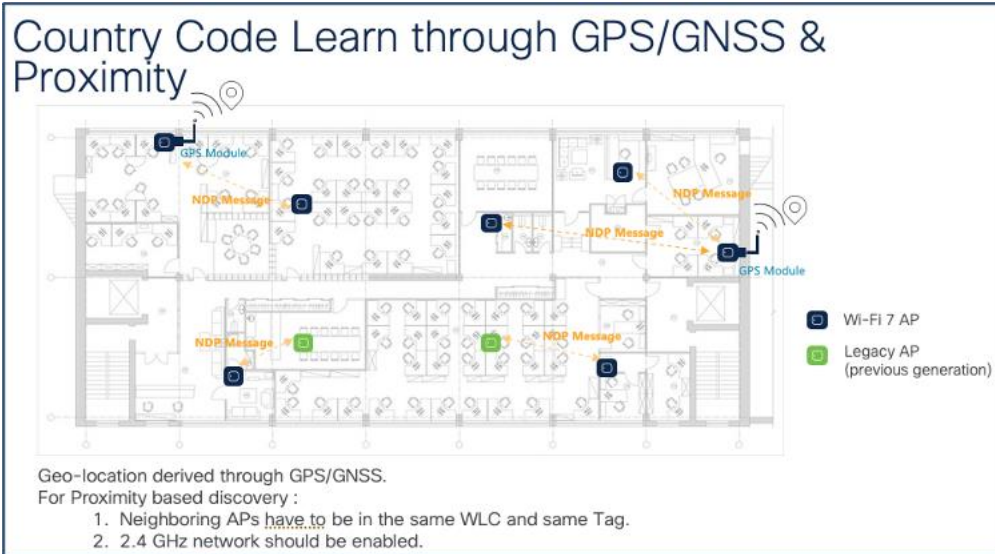 Country Code Learn through GPS/GNSS &
Proximity
GPS Module
NDP Message
NDP Message
NDP Message
GPS Module
NDP Message
NDP Message
Wi-Fi 7 AP
Legacy AP
(previous generation)
Geo-location derived through GPS/GNSS.
For Proximity based discovery :
1. Neighboring APs have to be in the same WLC and same Tag.
2. 2.4 GHz network should be enabled.